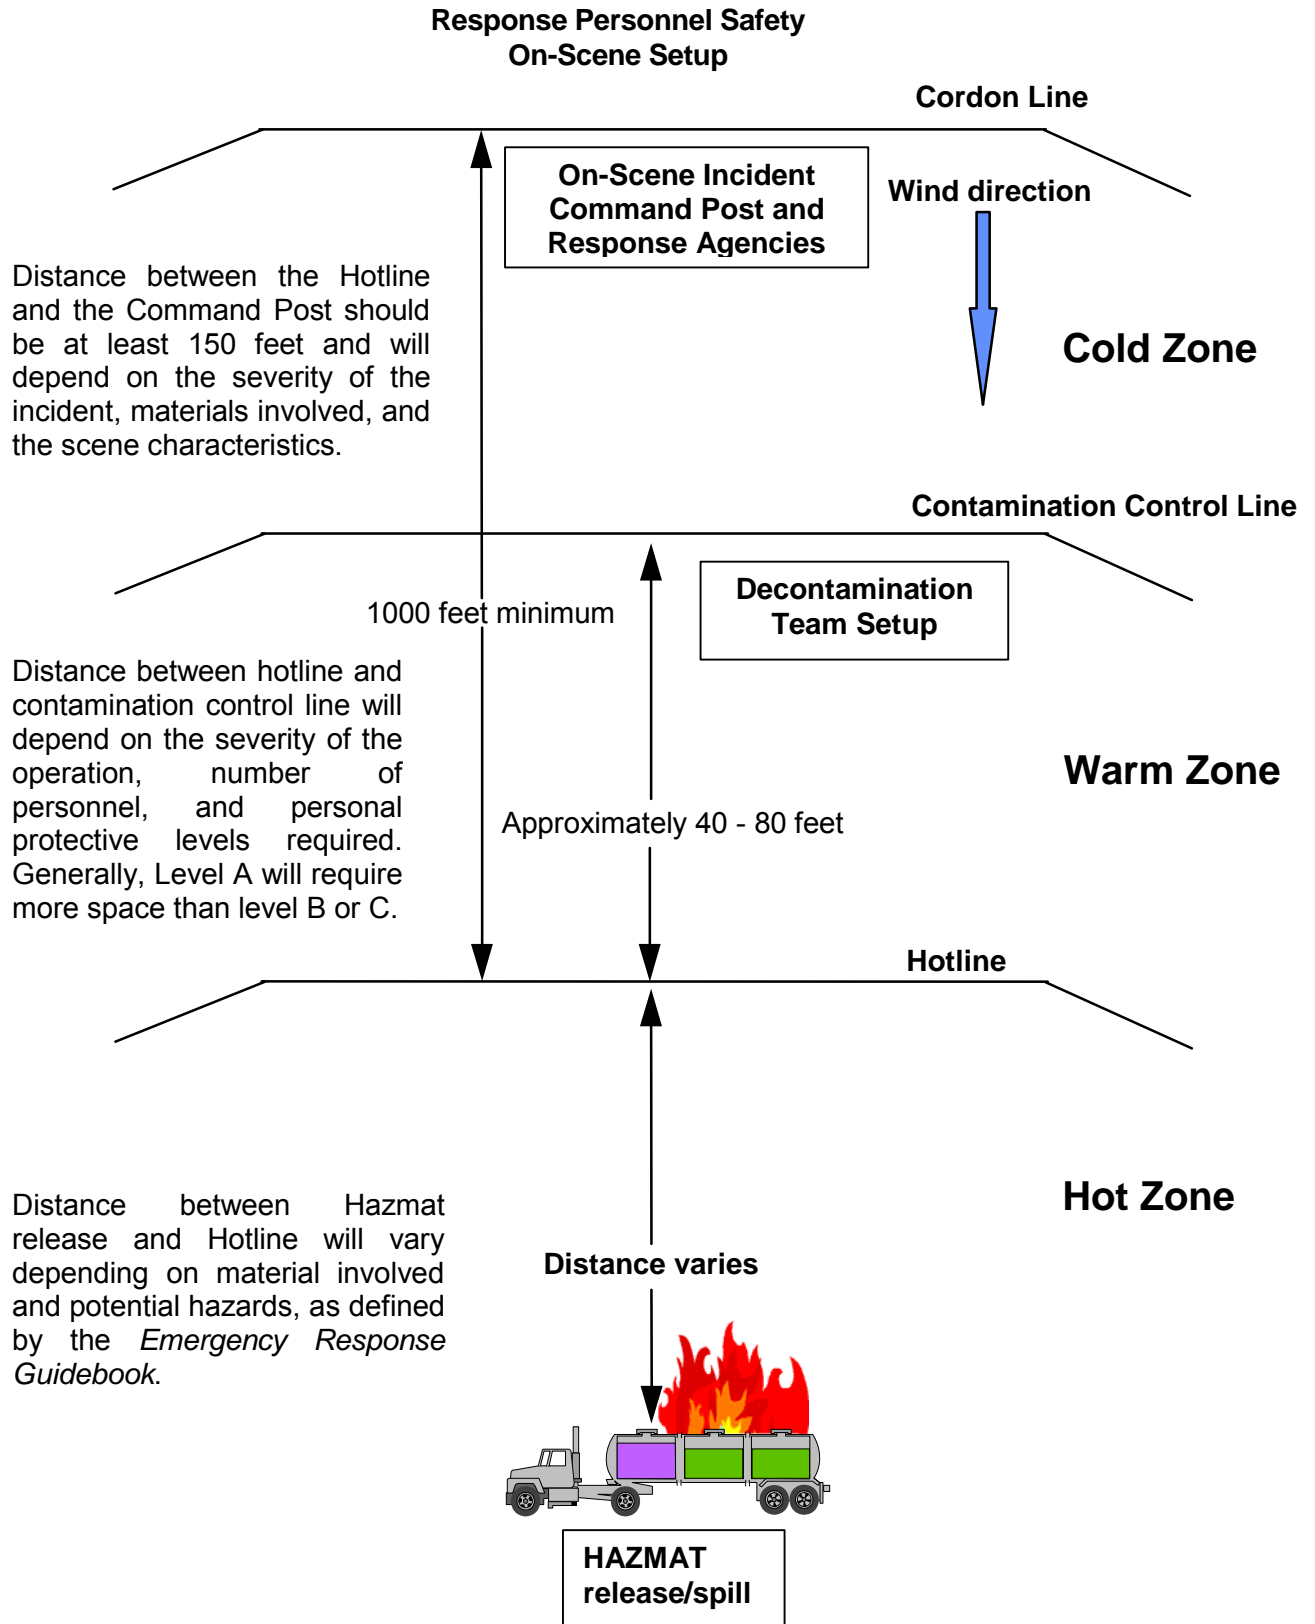 Response Personnel Safety
On-Scene Setup
Cordon Line
On-Scene Incident
Command Post and
Response Agencies
Wind direction
Distance between the Hotline
and the Command Post should
be at least 150 feet and will
depend on the severity of the
incident, materials involved, and
the scene characteristics.
Cold Zone
Contamination Control Line
Decontamination
Team Setup
1000 feet minimum
Distance between hotline and
contamination control line will
depend on the severity of the
operation, number of
personnel, and personal
protective levels required.
Generally, Level A will require
more space than level B or C.
Warm Zone
Approximately 40 - 80 feet
Hotline
Distance between Hazmat
release and Hotline will vary
depending on material involved
and potential hazards, as defined
by the Emergency Response
Guidebook.
Hot Zone
Distance varies
HAZMAT
release/spill